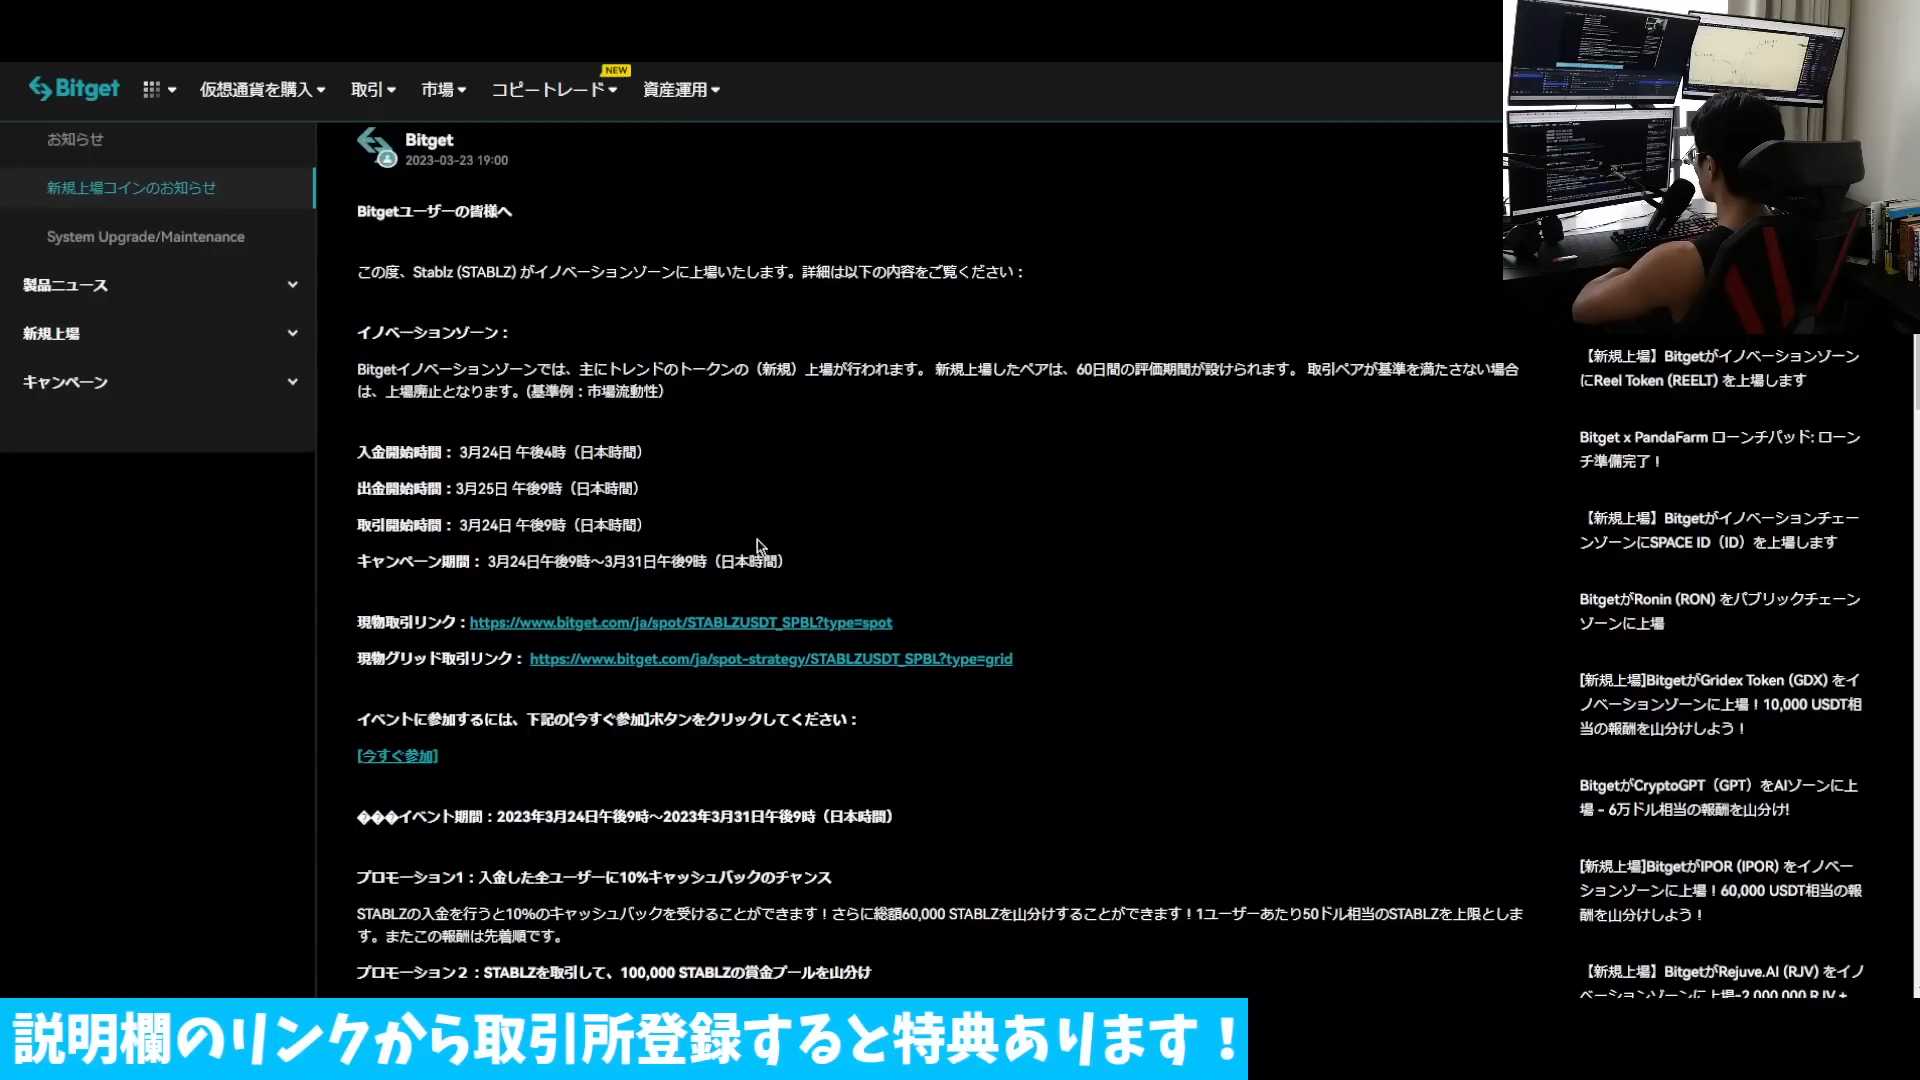 Bitget
仮想通貨を購入
取引
市場
コピートレード
NEW
資産運用
お知らせ
新規上場コインのお知らせ
System Upgrade/Maintenance
製品ニュース
新規上場
キャンペーン
Bitget
2023-03-23 19:00
Bitgetユーザーの皆様へ
この度、Stablz (STABLZ) がイノベーションゾーンに上場いたします。詳細は以下の内容をご覧ください：
イノベーションゾーン：
Bitgetイノベーションゾーンでは、主にトレンドのトークンの（新規）上場が行われます。 新規上場したペアは、60日間の評価期間が設けられます。 取引ペアが基準を満たさない場合
は、上場廃止となります。(基準例：市場流動性）
入金開始時間： 3月24日 午後4時（日本時間）
出金開始時間：3月25日 午後9時（日本時間）
取引開始時間： 3月24日 午後9時（日本時間）
キャンペーン期間： 3月24日午後9時～3月31日午後9時（日本時間）
現物取引リンク：https://www.bitget.com/ja/spot/STABLZUSDT_SPBL?type=spot
現物グリッド取引リンク： https://www.bitget.com/ja/spot-strategy/STABLZUSDT_SPBL?type=grid
イベントに参加するには、下記の[今すぐ参加]ボタンをクリックしてください：
[今すぐ参加]
���イベント期間：2023年3月24日午後9時～2023年3月31日午後9時（日本時間）
プロモーション1：入金した全ユーザーに10%キャッシュバックのチャンス
STABLZの入金を行うと10%のキャッシュバックを受けることができます！さらに総額60,000 STABLZを山分けすることができます！1ユーザーあたり50ドル相当のSTABLZを上限としま
す。またこの報酬は先着順です。
プロモーション２：STABLZを取引して、100,000 STABLZの賞金プールを山分け
【新規上場】Bitgetがイノベーションゾーン
にReel Token (REELT) を上場します
Bitget x PandaFarm ローンチパッド: ローン
チ準備完了！
【新規上場】Bitgetがイノベーションチェー
ンゾーンにSPACE ID（ID）を上場します
BitgetがRonin (RON) をパブリックチェーン
ゾーンに上場
[新規上場]BitgetがGridex Token (GDX) をイ
ノベーションゾーンに上場！10,000 USDT相
当の報酬を山分けしよう！
BitgetがCryptoGPT（GPT）をAIゾーンに上
場 – 6万ドル相当の報酬を山分け!
[新規上場]BitgetがIPOR (IPOR) をイノベー
ションゾーンに上場！60,000 USDT相当の報
酬を山分けしよう！
【新規上場】BitgetがRejuve.AI (RJV) をイノ
ベーションゾーンに上場–2,000,000 RJV +
説明欄のリンクから取引所登録すると特典あります！